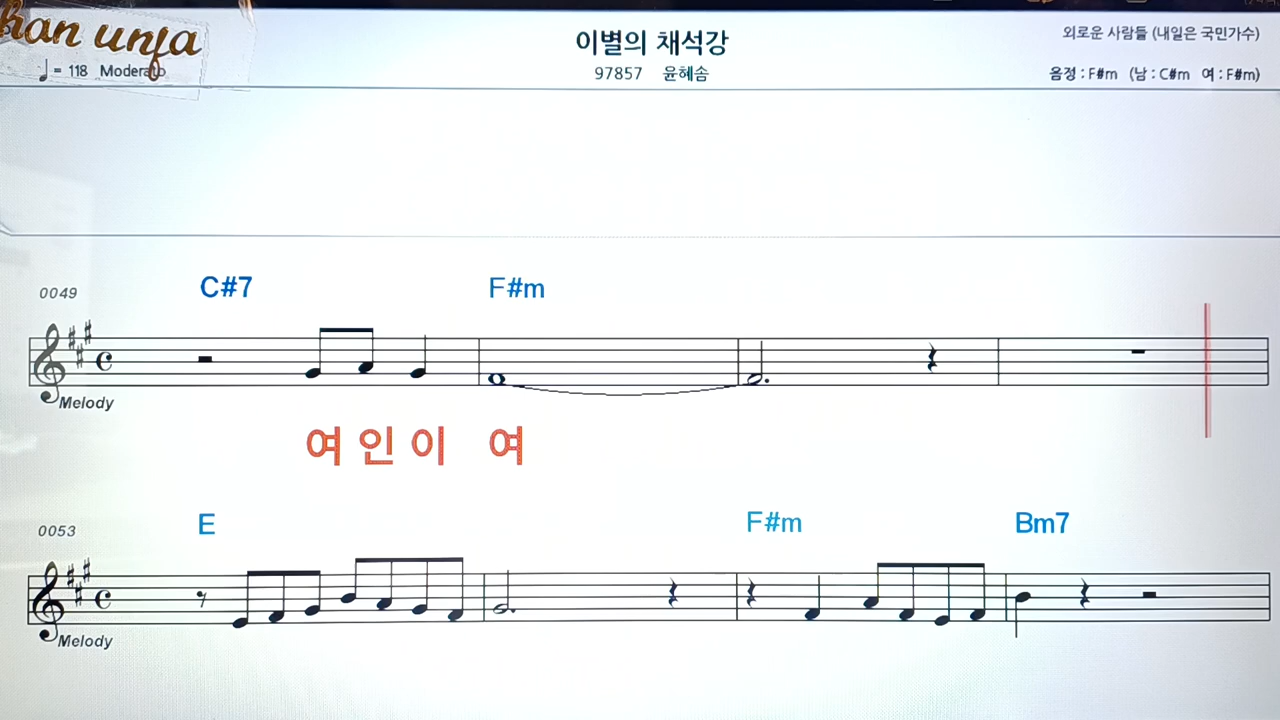 han unja
이별의 채석강
외로운 사람들 (내일은 국민가수)
♩ = 118 Moderato
97857 윤혜솜
음정 : F#m (남 : C#m 여 : F#m)
0049 C#7 F#m
Melody
여 인 이 여
0053 E F#m Bm7
Melody